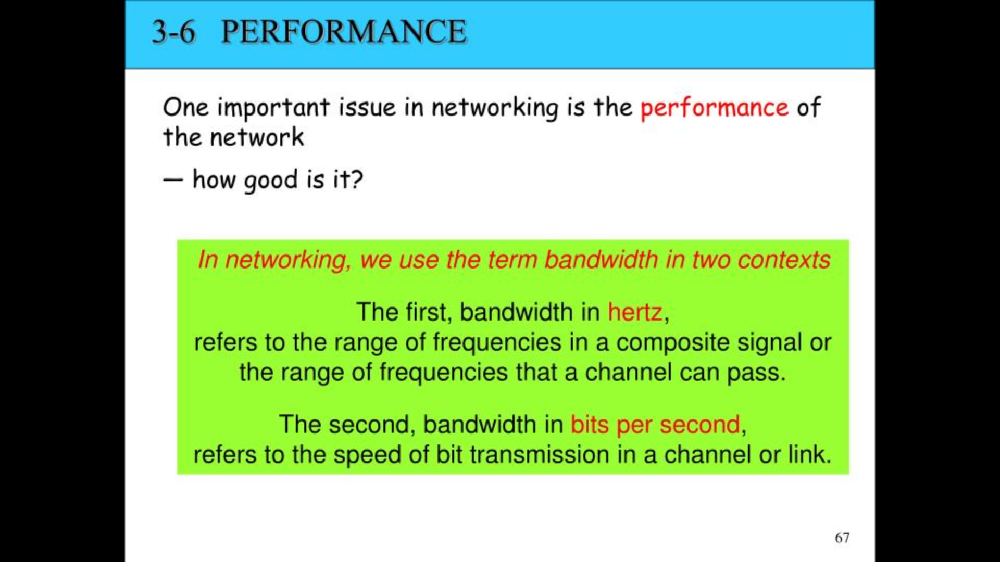 3-6 PERFORMANCE
One important issue in networking is the performance of
the network
— how good is it?
In networking, we use the term bandwidth in two contexts
The first, bandwidth in hertz,
refers to the range of frequencies in a composite signal or
the range of frequencies that a channel can pass.
The second, bandwidth in bits per second,
refers to the speed of bit transmission in a channel or link.
67